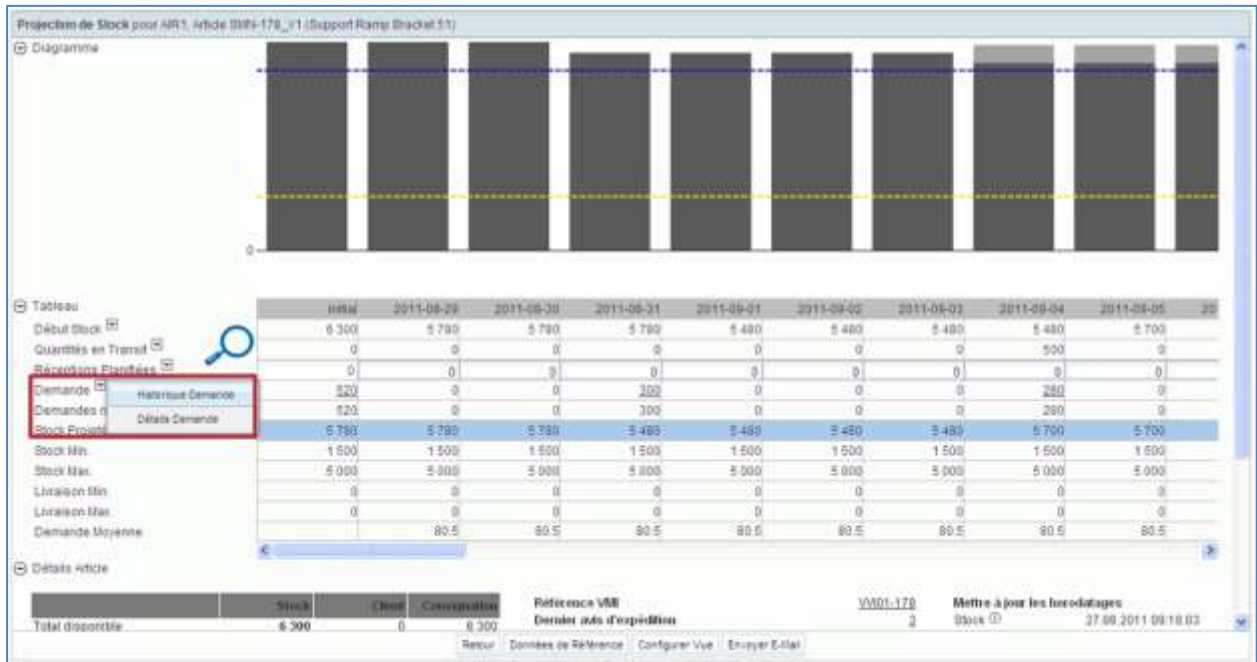 Projection de Stock pour AIR1, Article SMN-178_V1 (Support Ramp Bracket 51)
Diagramme
0
Tableau Initial 2011-08-29 2011-08-30 2011-08-31 2011-09-01 2011-09-02 2011-09-03 2011-09-04 2011-09-05 20
Début Stock 6 300 5 780 5 780 5 780 5 480 5 480 5 480 5 480 5 700
Quantités en Transit 0 0 0 0 0 0 0 500 0
Réceptions Planifiées 0 0 0 0 0 0 0 0 0
Demande 520 0 0 300 0 0 0 280 0
Historique Demande
Demandes n 520 0 0 300 0 0 0 280 0
Détails Demande
Stock Projeté 5 780 5 780 5 780 5 480 5 480 5 480 5 480 5 700 5 700
Stock Min. 1 500 1 500 1 500 1 500 1 500 1 500 1 500 1 500 1 500
Stock Max. 5 000 5 000 5 000 5 000 5 000 5 000 5 000 5 000 5 000
Livraison Min. 0 0 0 0 0 0 0 0 0
Livraison Max. 0 0 0 0 0 0 0 0 0
Demande Moyenne 80.5 80.5 80.5 80.5 80.5 80.5 80.5 80.5
Détails Article
Stock Client Consignation
Total disponible 6 300 0 6 300
Référence VMI VMI01-178
Dernier avis d'expédition 2
Mettre à jour les horodatages
Stock 27.08.2011 09:18:03
Retour Données de Référence Configurer Vue Envoyer E-Mail